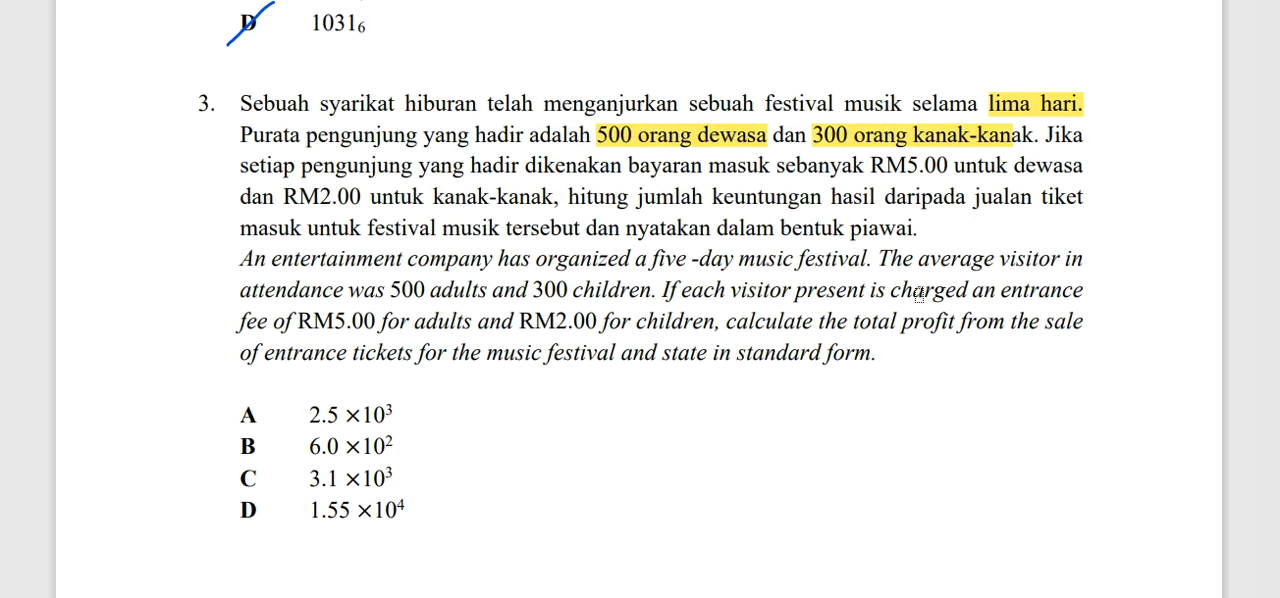 D 1031₆
3. Sebuah syarikat hiburan telah menganjurkan sebuah festival musik selama lima hari.
Purata pengunjung yang hadir adalah 500 orang dewasa dan 300 orang kanak-kanak. Jika
setiap pengunjung yang hadir dikenakan bayaran masuk sebanyak RM5.00 untuk dewasa
dan RM2.00 untuk kanak-kanak, hitung jumlah keuntungan hasil daripada jualan tiket
masuk untuk festival musik tersebut dan nyatakan dalam bentuk piawai.
An entertainment company has organized a five -day music festival. The average visitor in
attendance was 500 adults and 300 children. If each visitor present is charged an entrance
fee of RM5.00 for adults and RM2.00 for children, calculate the total profit from the sale
of entrance tickets for the music festival and state in standard form.
A 2.5 ×10³
B 6.0 ×10²
C 3.1 ×10³
D 1.55 ×10⁴